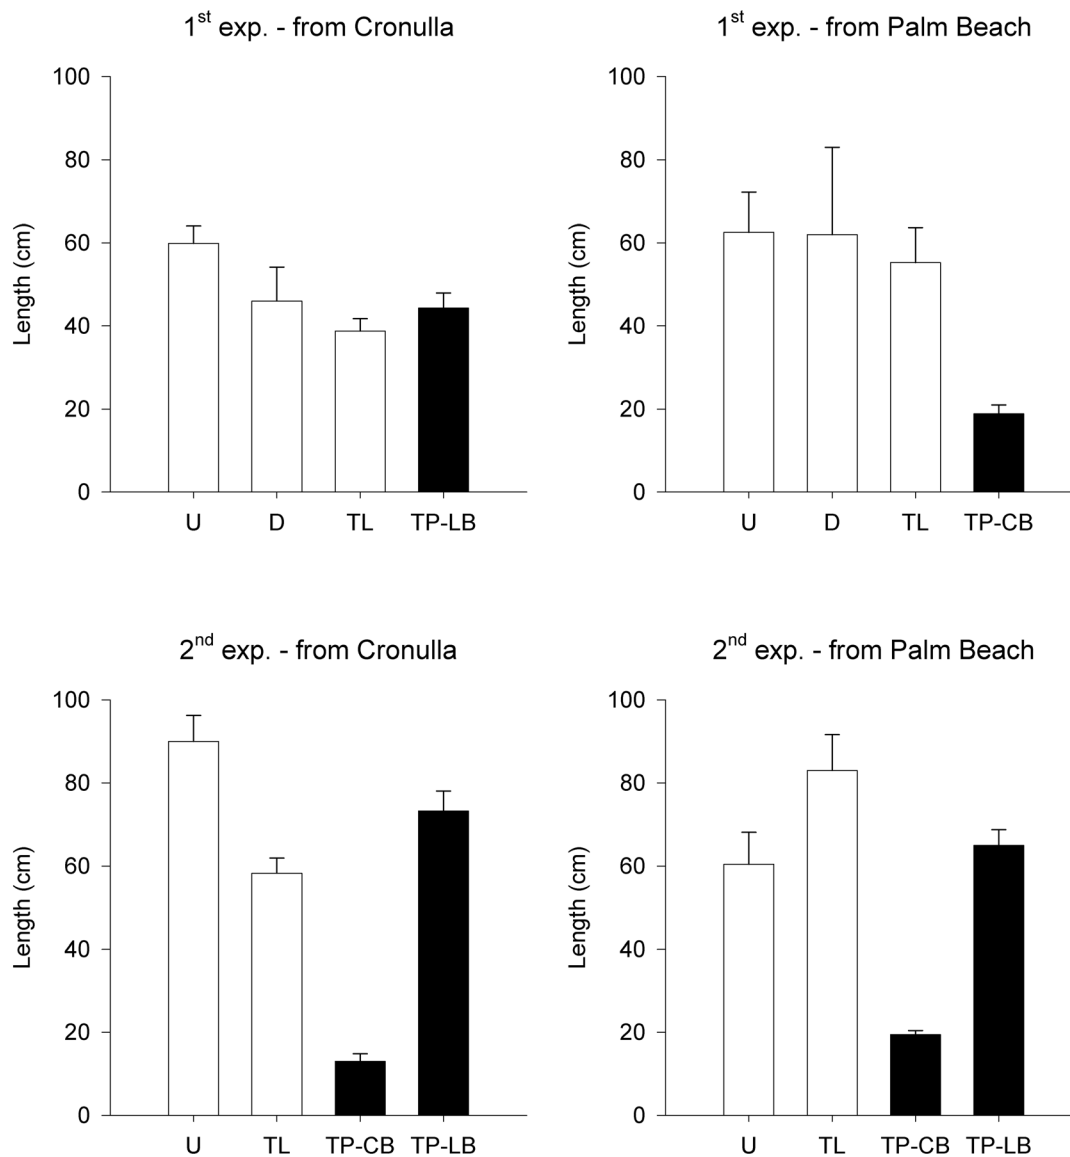 1st exp. - from Cronulla
Length (cm)
100
80
60
40
20
0
U D TL TP-LB
1st exp. - from Palm Beach
Length (cm)
100
80
60
40
20
0
U D TL TP-CB
2nd exp. - from Cronulla
Length (cm)
100
80
60
40
20
0
U TL TP-CB TP-LB
2nd exp. - from Palm Beach
Length (cm)
100
80
60
40
20
0
U TL TP-CB TP-LB